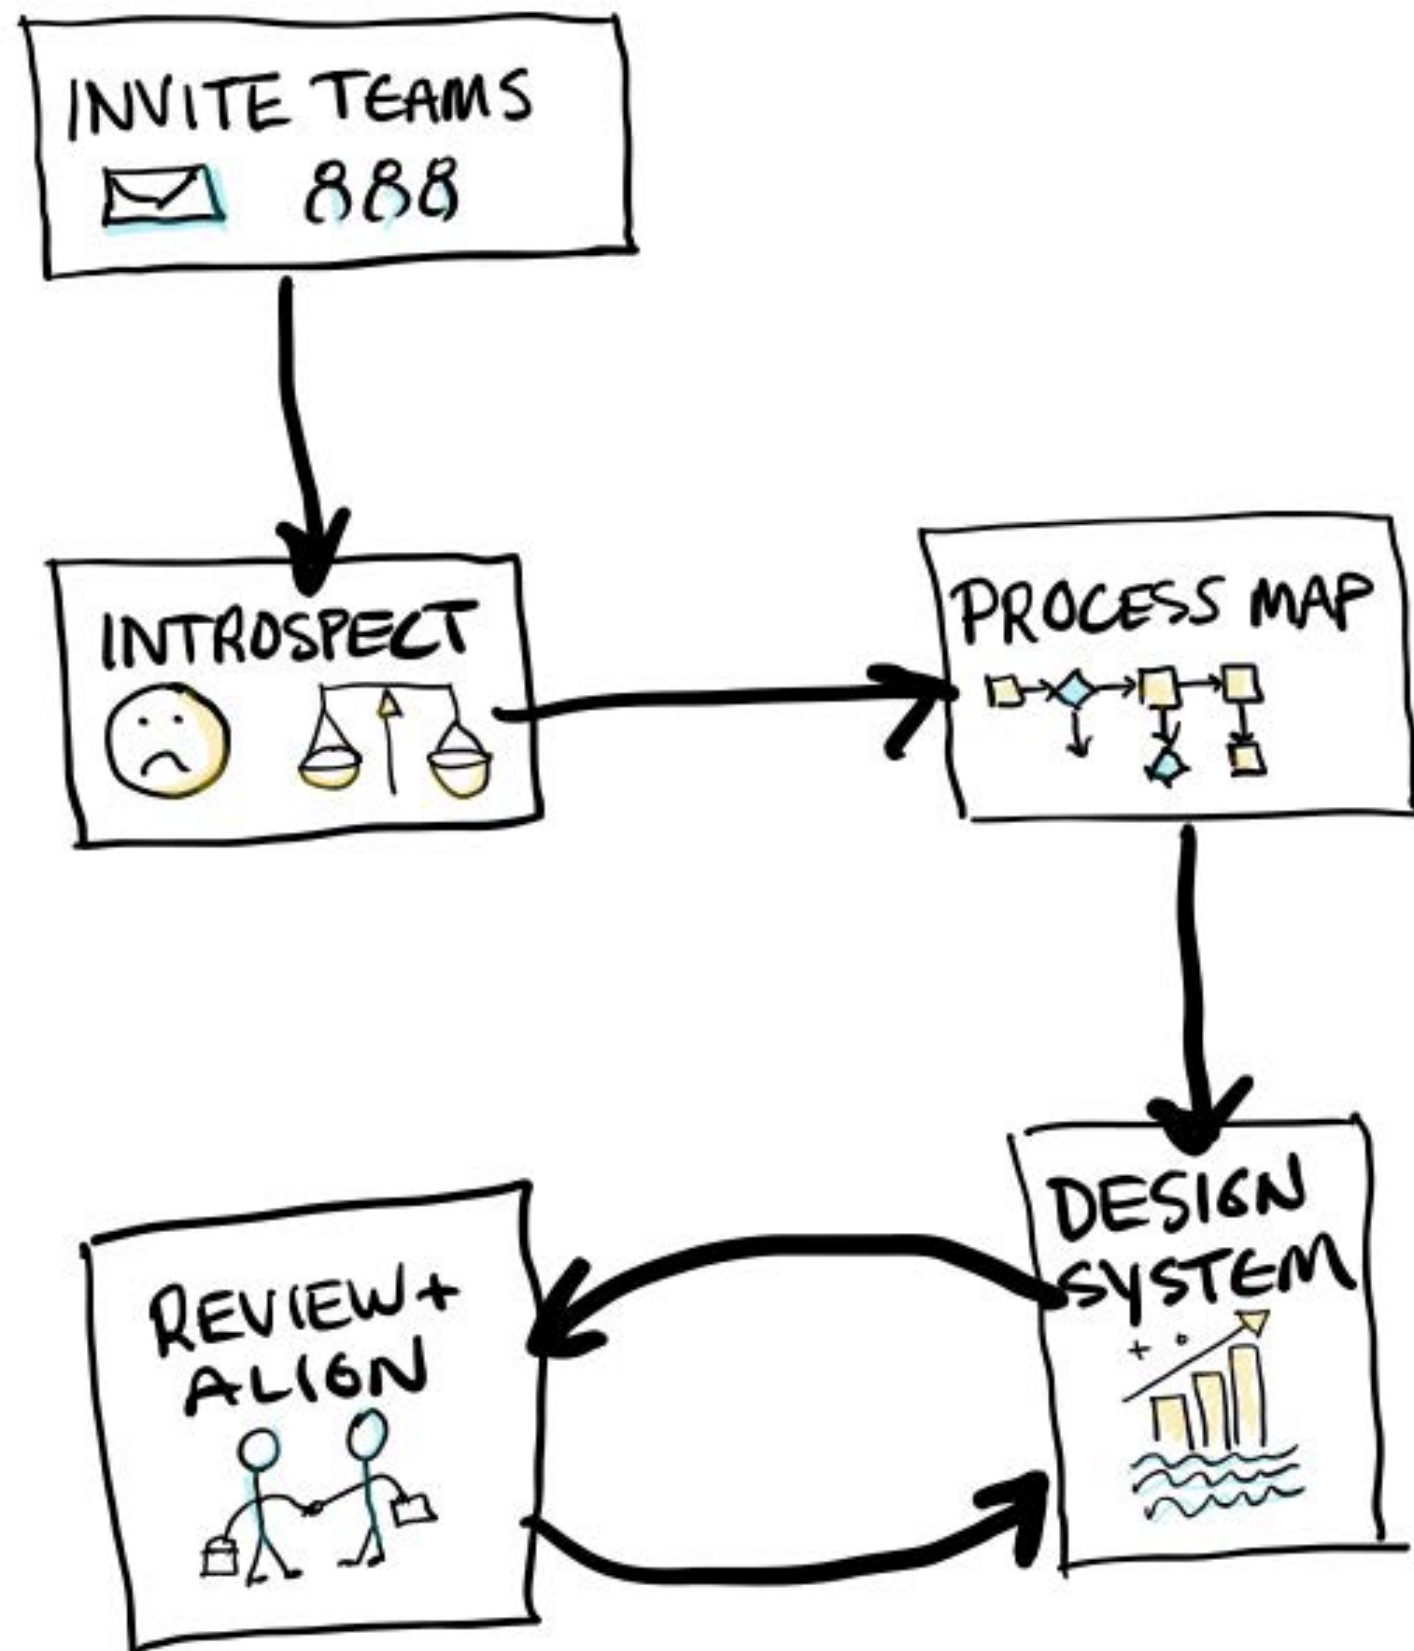 INVITE TEAMS
INTROSPECT
PROCESS MAP
DESIGN
SYSTEM
REVIEW +
ALIGN